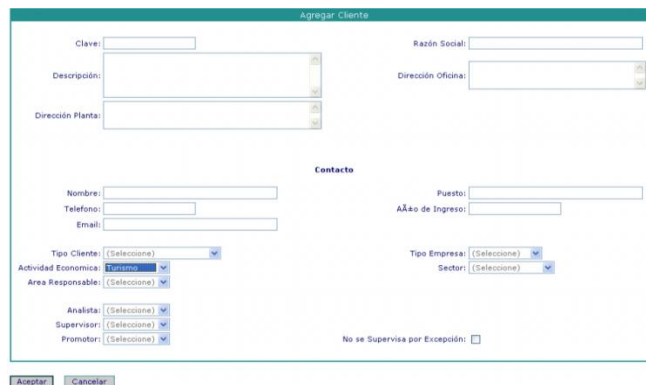 Agregar Cliente
Clave: Razón Social:
Descripción: Dirección Oficina:
Dirección Planta:
Contacto
Nombre: Puesto:
Telefono: Año de Ingreso:
Email:
Tipo Cliente: (Seleccione) Tipo Empresa: (Seleccione)
Actividad Economica: Turismo Sector: (Seleccione)
Area Responsable: (Seleccione)
Analista: (Seleccione)
Supervisor: (Seleccione)
Promotor: (Seleccione) No se Supervisa por Excepción:
Aceptar Cancelar